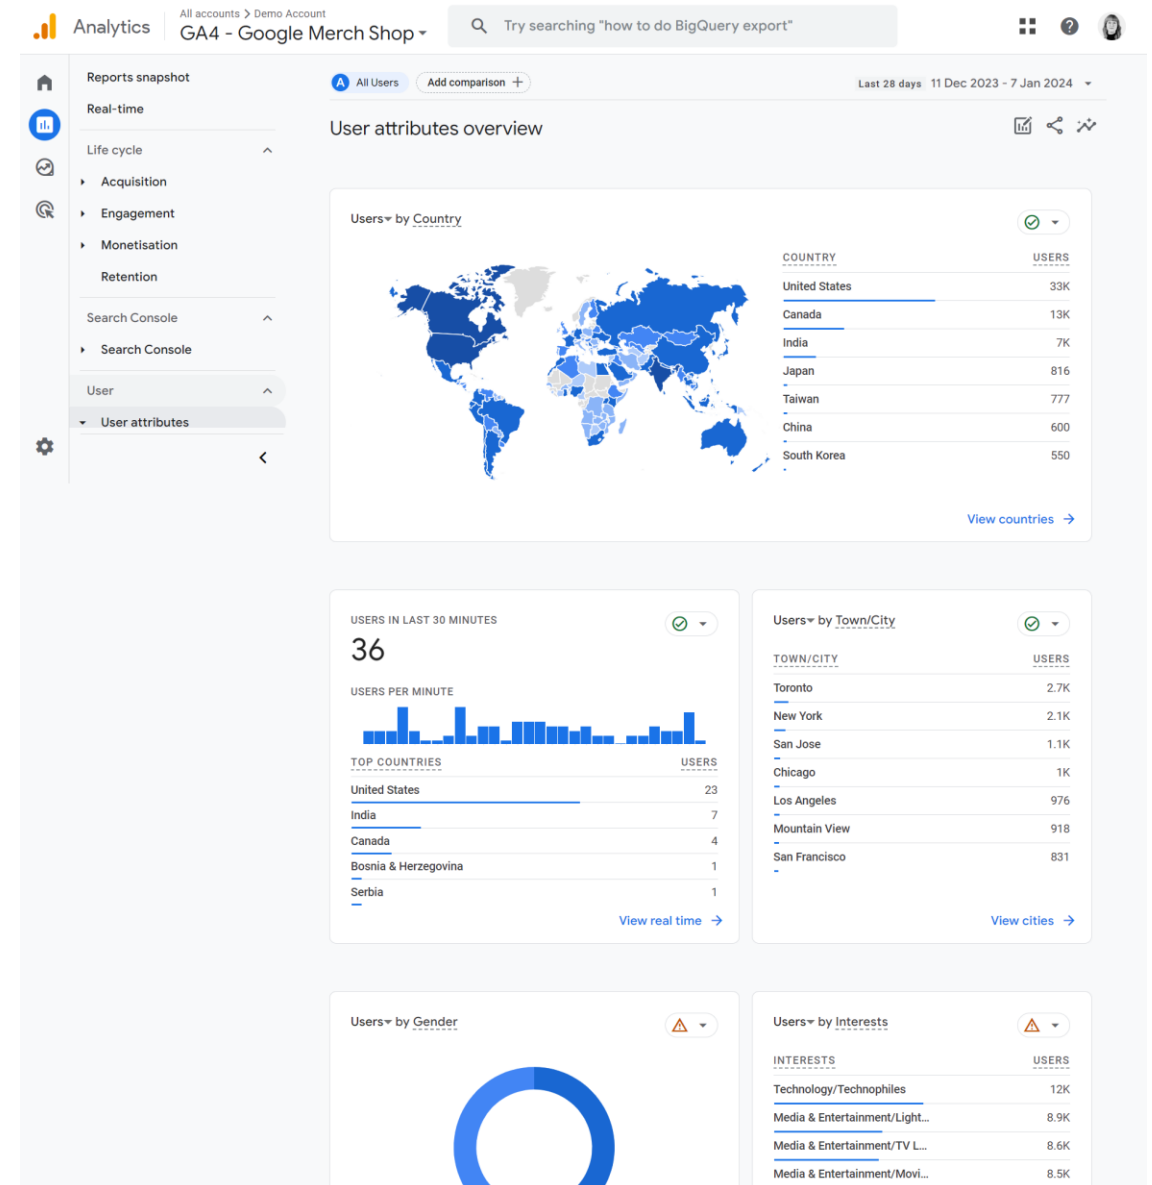 Analytics
All accounts > Demo Account
GA4 - Google Merch Shop
Try searching "how to do BigQuery export"
Reports snapshot
Real-time
Life cycle
Acquisition
Engagement
Monetisation
Retention
Search Console
Search Console
User
User attributes
A All Users
Add comparison +
Last 28 days 11 Dec 2023 - 7 Jan 2024
User attributes overview
Users by Country
COUNTRY USERS
United States 33K
Canada 13K
India 7K
Japan 816
Taiwan 777
China 600
South Korea 550
View countries →
USERS IN LAST 30 MINUTES
36
USERS PER MINUTE
TOP COUNTRIES USERS
United States 23
India 7
Canada 4
Bosnia & Herzegovina 1
Serbia 1
View real time →
Users by Town/City
TOWN/CITY USERS
Toronto 2.7K
New York 2.1K
San Jose 1.1K
Chicago 1K
Los Angeles 976
Mountain View 918
San Francisco 831
View cities →
Users by Gender
Users by Interests
INTERESTS USERS
Technology/Technophiles 12K
Media & Entertainment/Light... 8.9K
Media & Entertainment/TV L... 8.6K
Media & Entertainment/Movi... 8.5K